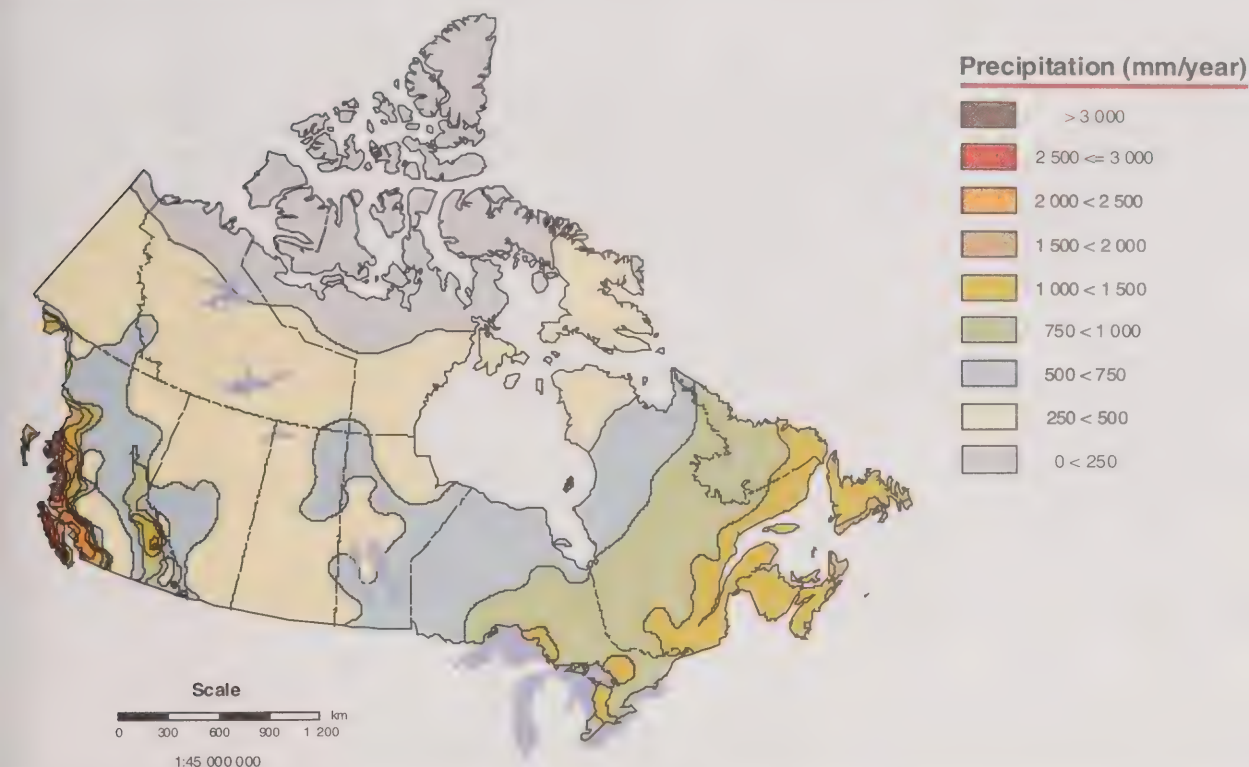 Precipitation (mm/year)
> 3 000
2 500 <= 3 000
2 000 < 2 500
1 500 < 2 000
1 000 < 1 500
750 < 1 000
500 < 750
250 < 500
0 < 250
Scale
km
0 300 600 900 1 200
1:45 000 000